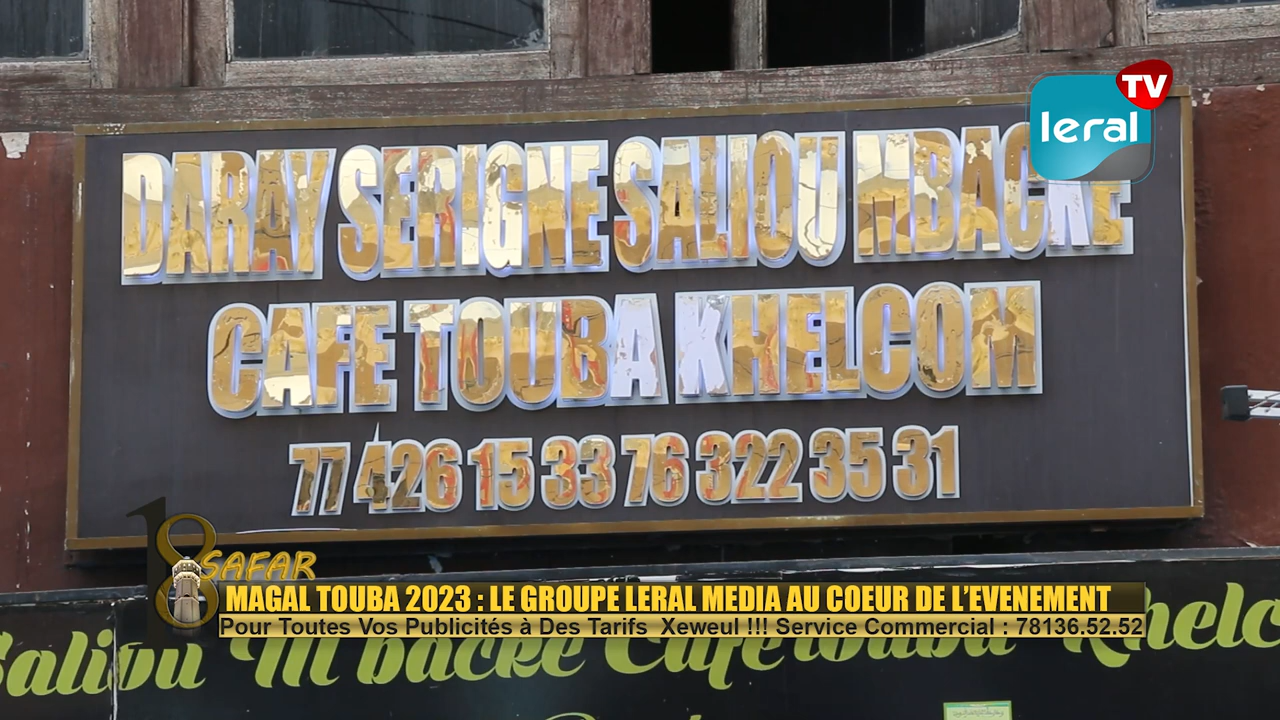 TV
leral
DARAY SERIGNE SALIOU MBACKE
CAFE TOUBA KHELCOM
77 426 15 33 76 322 35 31
18 SAFAR
MAGAL TOUBA 2023 : LE GROUPE LERAL MEDIA AU COEUR DE L'EVENEMENT
Pour Toutes Vos Publicités à Des Tarifs Xeweul !!! Service Commercial : 78136.52.52
Saliou M'backe Cafe touba Khelc